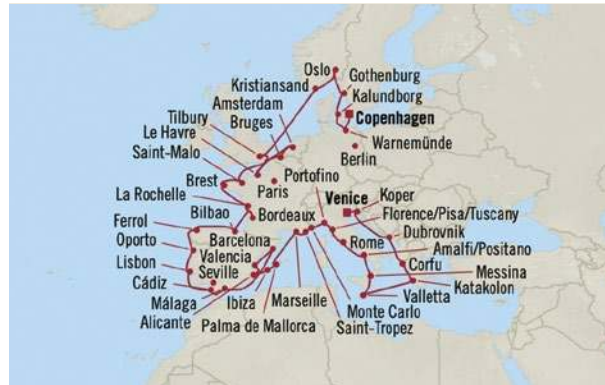 Oslo
Gothenburg
Kristiansand
Kalundborg
Amsterdam
Tilbury
Bruges
Copenhagen
Le Havre
Warnemünde
Saint-Malo
Berlin
Brest
Paris
Portofino
La Rochelle
Venice
Koper
Bilbao
Bordeaux
Florence/Pisa/Tuscany
Ferrol
Dubrovnik
Oporto
Barcelona
Rome
Amalfi/Positano
Lisbon
Valencia
Corfu
Cádiz
Seville
Messina
Málaga
Ibiza
Marseille
Valletta
Katakolon
Alicante
Palma de Mallorca
Monte Carlo
Saint-Tropez